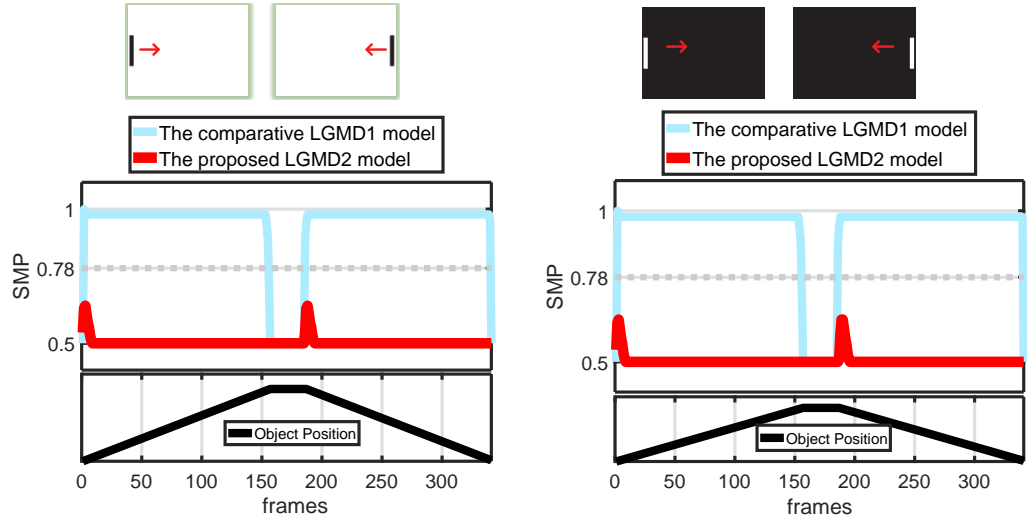 The comparative LGMD1 model
The proposed LGMD2 model
1
0.78
0.5
SMP
Object Position
0 50 100 150 200 250 300
frames
The comparative LGMD1 model
The proposed LGMD2 model
1
0.78
0.5
SMP
Object Position
0 50 100 150 200 250 300
frames